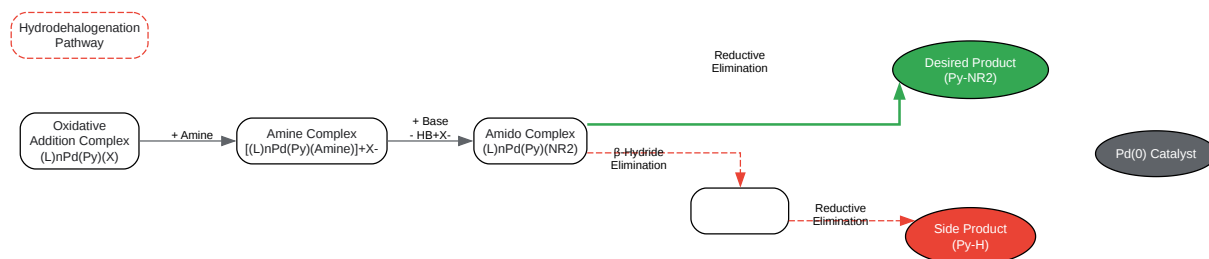 Hydrodehalogenation
Pathway
Oxidative
Addition Complex
(L)nPd(Py)(X)
+ Amine
Amine Complex
[(L)nPd(Py)(Amine)]+X-
+ Base
- HB+X-
Amido Complex
(L)nPd(Py)(NR2)
Reductive
Elimination
Desired Product
(Py-NR2)
β-Hydride
Elimination
Reductive
Elimination
Side Product
(Py-H)
Pd(0) Catalyst